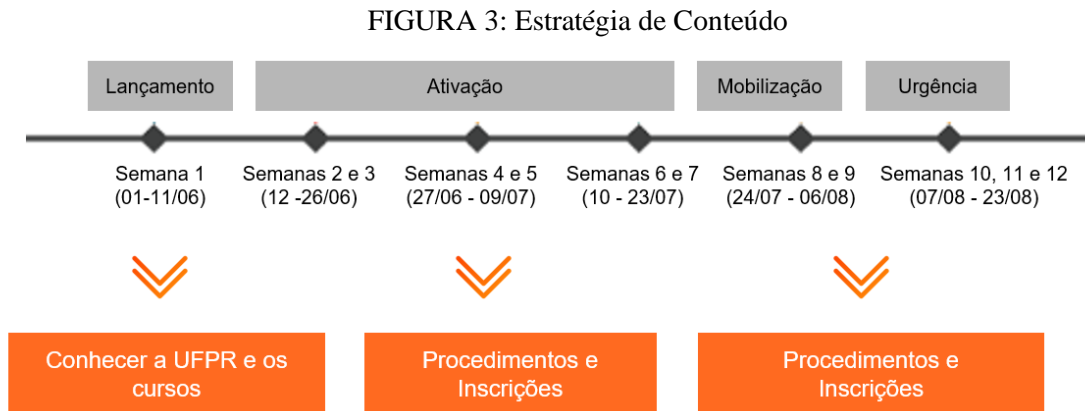 FIGURA 3: Estratégia de Conteúdo
Lançamento
Ativação
Mobilização
Urgência
Semana 1
(01-11/06)
Semanas 2 e 3
(12 -26/06)
Semanas 4 e 5
(27/06 - 09/07)
Semanas 6 e 7
(10 - 23/07)
Semanas 8 e 9
(24/07 - 06/08)
Semanas 10, 11 e 12
(07/08 - 23/08)
Conhecer a UFPR e os
cursos
Procedimentos e
Inscrições
Procedimentos e
Inscrições